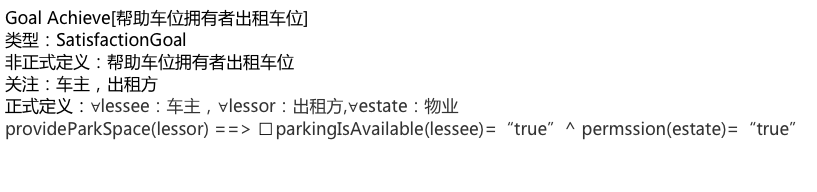 Goal Achieve[帮助车位拥有者出租车位]
类型：SatisfactionGoal
非正式定义：帮助车位拥有者出租车位
关注：车主，出租方
正式定义：∀lessee：车主，∀lessor：出租方,∀estate：物业
provideParkSpace(lessor) ==> □parkingIsAvailable(lessee)=“true”^ permssion(estate)=“true”